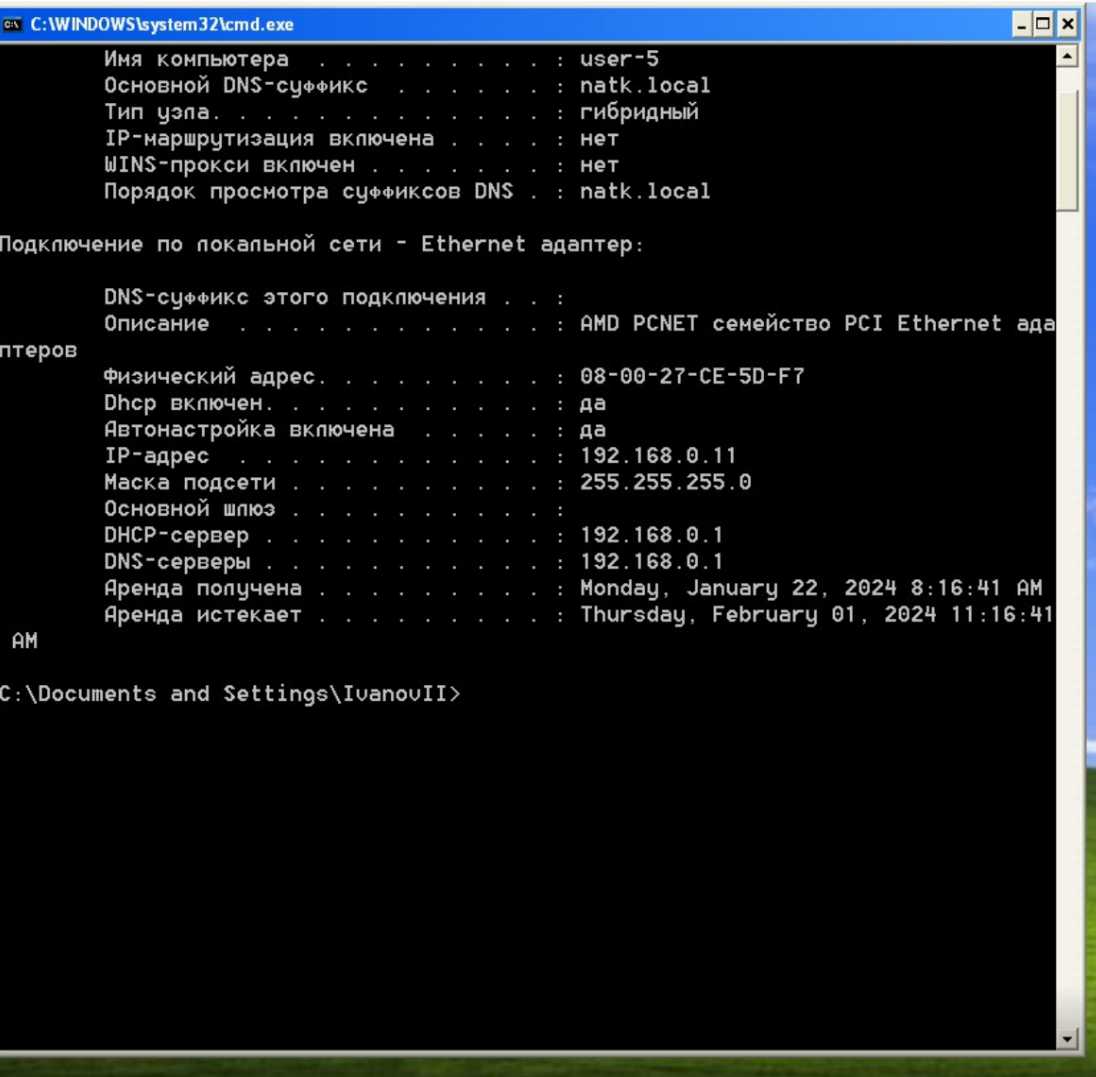 C:\WINDOWS\system32\cmd.exe
Имя компьютера . . . . . . . . . : user-5
Основной DNS-суффикс . . . . . . : natk.local
Тип узла. . . . . . . . . . . . . : гибридный
IP-маршрутизация включена . . . . : нет
WINS-прокси включен . . . . . . . : нет
Порядок просмотра суффиксов DNS . : natk.local
Подключение по локальной сети - Ethernet адаптер:
DNS-суффикс этого подключения . . :
Описание . . . . . . . . . . . . : AMD PCNET семейство PCI Ethernet ада
птеров
Физический адрес. . . . . . . . . : 08-00-27-CE-5D-F7
Dhcp включен. . . . . . . . . . . : да
Автонастройка включена . . . . . : да
IP-адрес . . . . . . . . . . . . : 192.168.0.11
Маска подсети . . . . . . . . . . : 255.255.255.0
Основной шлюз . . . . . . . . . . :
DHCP-сервер . . . . . . . . . . . : 192.168.0.1
DNS-серверы . . . . . . . . . . . : 192.168.0.1
Аренда получена . . . . . . . . . : Monday, January 22, 2024 8:16:41 AM
Аренда истекает . . . . . . . . . : Thursday, February 01, 2024 11:16:41
AM
C:\Documents and Settings\IvanovII>